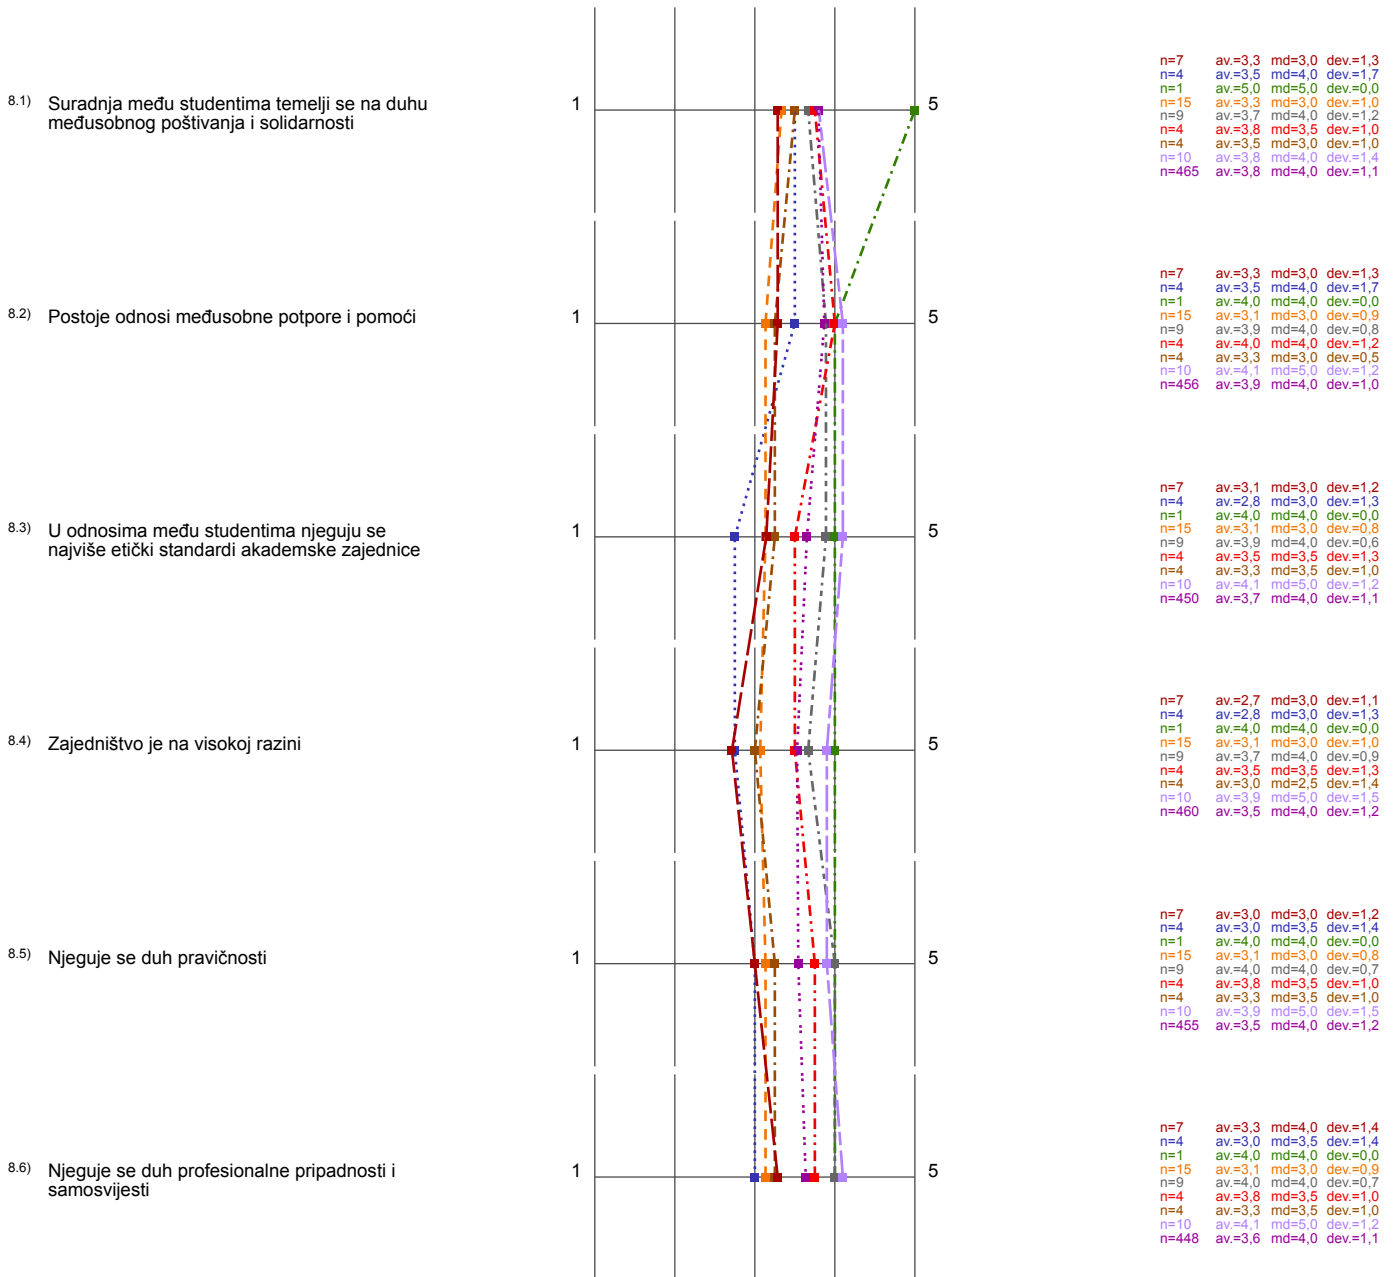 8.1) Suradnja među studentima temelji se na duhu
međusobnog poštivanja i solidarnosti
1 5
n=7 av.=3,3 md=3,0 dev.=1,3
n=4 av.=3,5 md=4,0 dev.=1,7
n=1 av.=5,0 md=5,0 dev.=0,0
n=15 av.=3,3 md=3,0 dev.=1,0
n=9 av.=3,7 md=4,0 dev.=1,2
n=4 av.=3,8 md=3,5 dev.=1,0
n=4 av.=3,5 md=3,0 dev.=1,0
n=10 av.=3,8 md=4,0 dev.=1,4
n=465 av.=3,8 md=4,0 dev.=1,1
8.2) Postoje odnosi međusobne potpore i pomoći
1 5
n=7 av.=3,3 md=3,0 dev.=1,3
n=4 av.=3,5 md=4,0 dev.=1,7
n=1 av.=4,0 md=4,0 dev.=0,0
n=15 av.=3,1 md=3,0 dev.=0,9
n=9 av.=3,9 md=4,0 dev.=0,8
n=4 av.=4,0 md=4,0 dev.=1,2
n=4 av.=3,3 md=3,0 dev.=0,5
n=10 av.=4,1 md=5,0 dev.=1,2
n=456 av.=3,9 md=4,0 dev.=1,0
8.3) U odnosima među studentima njeguju se
najviše etički standardi akademske zajednice
1 5
n=7 av.=3,1 md=3,0 dev.=1,2
n=4 av.=2,8 md=3,0 dev.=1,3
n=1 av.=4,0 md=4,0 dev.=0,0
n=15 av.=3,1 md=3,0 dev.=0,8
n=9 av.=3,9 md=4,0 dev.=0,6
n=4 av.=3,5 md=3,5 dev.=1,3
n=4 av.=3,3 md=3,5 dev.=1,0
n=10 av.=4,1 md=5,0 dev.=1,2
n=450 av.=3,7 md=4,0 dev.=1,1
8.4) Zajedništvo je na visokoj razini
1 5
n=7 av.=2,7 md=3,0 dev.=1,1
n=4 av.=2,8 md=3,0 dev.=1,3
n=1 av.=4,0 md=4,0 dev.=0,0
n=15 av.=3,1 md=3,0 dev.=1,0
n=9 av.=3,7 md=4,0 dev.=0,9
n=4 av.=3,5 md=3,5 dev.=1,3
n=4 av.=3,0 md=2,5 dev.=1,4
n=10 av.=3,9 md=5,0 dev.=1,5
n=460 av.=3,5 md=4,0 dev.=1,2
8.5) Njeguje se duh pravičnosti
1 5
n=7 av.=3,0 md=3,0 dev.=1,2
n=4 av.=3,0 md=3,5 dev.=1,4
n=1 av.=4,0 md=4,0 dev.=0,0
n=15 av.=3,1 md=3,0 dev.=0,8
n=9 av.=4,0 md=4,0 dev.=0,7
n=4 av.=3,8 md=3,5 dev.=1,0
n=4 av.=3,3 md=3,5 dev.=1,0
n=10 av.=3,9 md=5,0 dev.=1,5
n=455 av.=3,5 md=4,0 dev.=1,2
8.6) Njeguje se duh profesionalne pripadnosti i
samosvijesti
1 5
n=7 av.=3,3 md=4,0 dev.=1,4
n=4 av.=3,0 md=3,5 dev.=1,4
n=1 av.=4,0 md=4,0 dev.=0,0
n=15 av.=3,1 md=3,0 dev.=0,9
n=9 av.=4,0 md=4,0 dev.=0,7
n=4 av.=3,8 md=3,5 dev.=1,0
n=4 av.=3,3 md=3,5 dev.=1,0
n=10 av.=4,1 md=5,0 dev.=1,2
n=448 av.=3,6 md=4,0 dev.=1,1